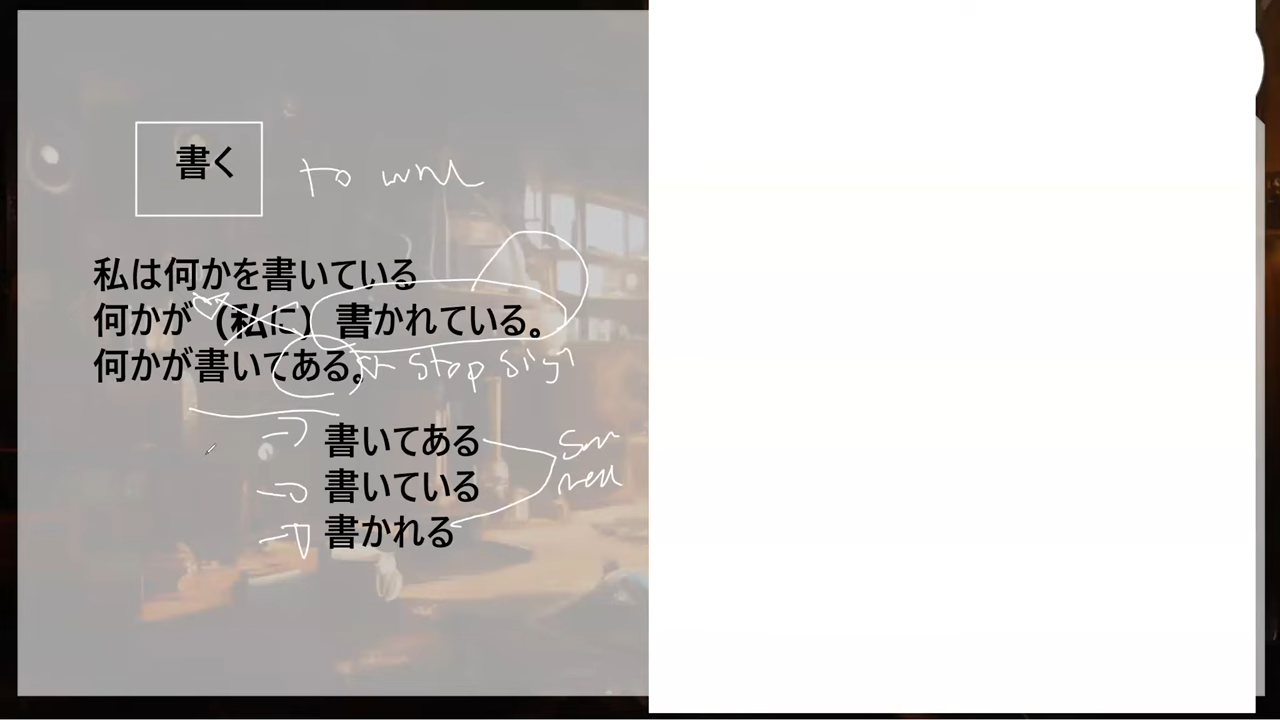 書く
to write
私は何かを書いている
何かが (私に) 書かれている。
何かが書いてある。
stop sign
書いてある
書いている
書かれる